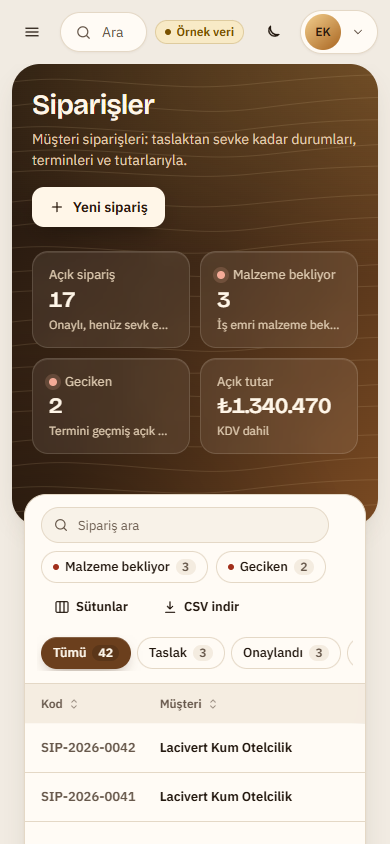 Ara
Örnek veri
EK
Siparişler
Müşteri siparişleri: taslaktan sevke kadar durumları,
terminleri ve tutarlarıyla.
Yeni sipariş
Açık sipariş
17
Onaylı, henüz sevk e...
Malzeme bekliyor
3
İş emri malzeme bek...
Geciken
2
Termini geçmiş açık ...
Açık tutar
₺1.340.470
KDV dahil
Sipariş ara
Malzeme bekliyor 3
Geciken 2
Sütunlar
CSV indir
Tümü 42
Taslak 3
Onaylandı 3
Kod
Müşteri
SIP-2026-0042
Lacivert Kum Otelcilik
SIP-2026-0041
Lacivert Kum Otelcilik